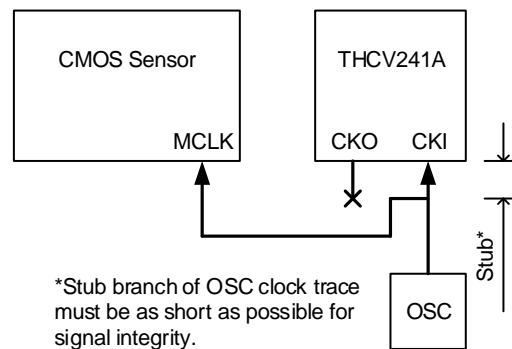 CMOS Sensor
THCV241A
MCLK
CKO
CKI
Stub*
*Stub branch of OSC clock trace
must be as short as possible for
signal integrity.
OSC